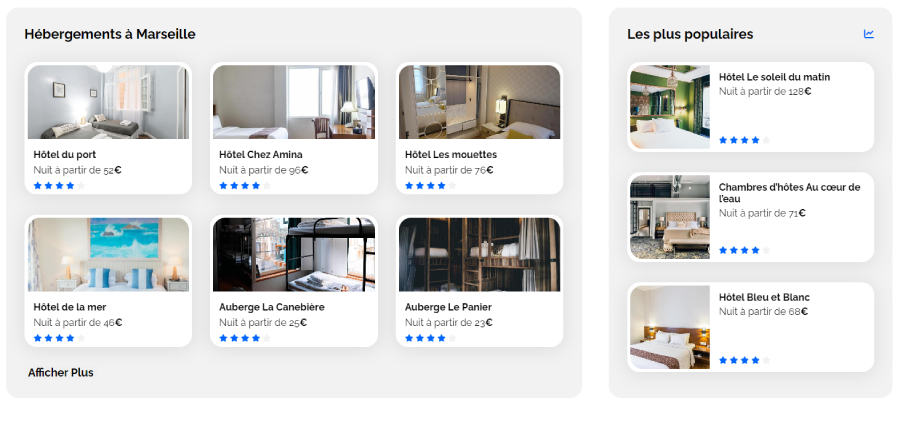 Hébergements à Marseille
Hôtel du port
Nuit à partir de 52€
Hôtel Chez Amina
Nuit à partir de 96€
Hôtel Les mouettes
Nuit à partir de 76€
Hôtel de la mer
Nuit à partir de 46€
Auberge La Canebière
Nuit à partir de 25€
Auberge Le Panier
Nuit à partir de 23€
Afficher Plus
Les plus populaires
Hôtel Le soleil du matin
Nuit à partir de 128€
Chambres d'hôtes Au cœur de
l'eau
Nuit à partir de 71€
Hôtel Bleu et Blanc
Nuit à partir de 68€